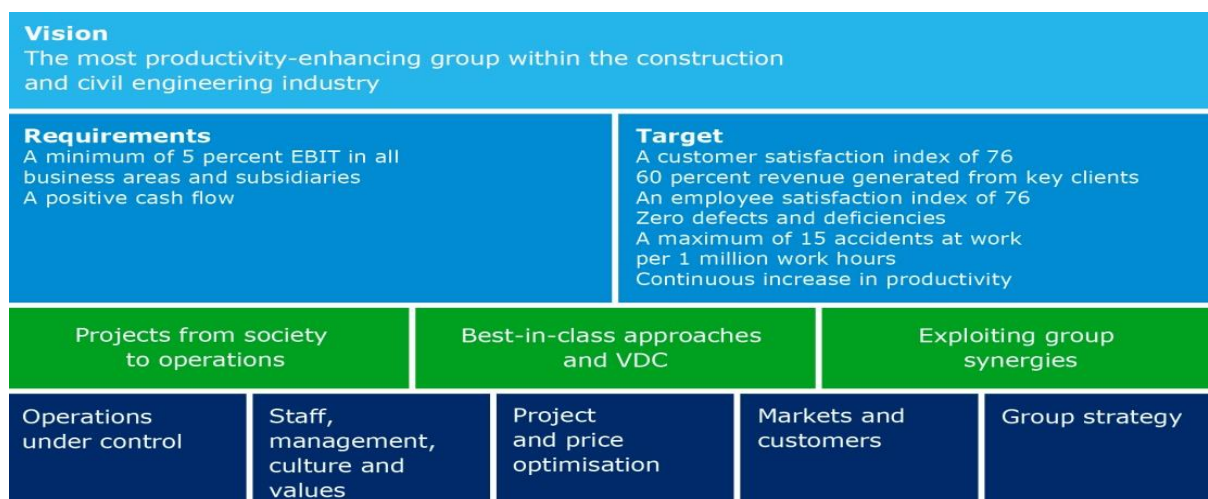 Vision
The most productivity-enhancing group within the construction
and civil engineering industry
Requirements
A minimum of 5 percent EBIT in all
business areas and subsidiaries
A positive cash flow
Target
A customer satisfaction index of 76
60 percent revenue generated from key clients
An employee satisfaction index of 76
Zero defects and deficiencies
A maximum of 15 accidents at work
per 1 million work hours
Continuous increase in productivity
Projects from society
to operations
Best-in-class approaches
and VDC
Exploiting group
synergies
Operations
under control
Staff,
management,
culture and
values
Project
and price
optimisation
Markets and
customers
Group strategy